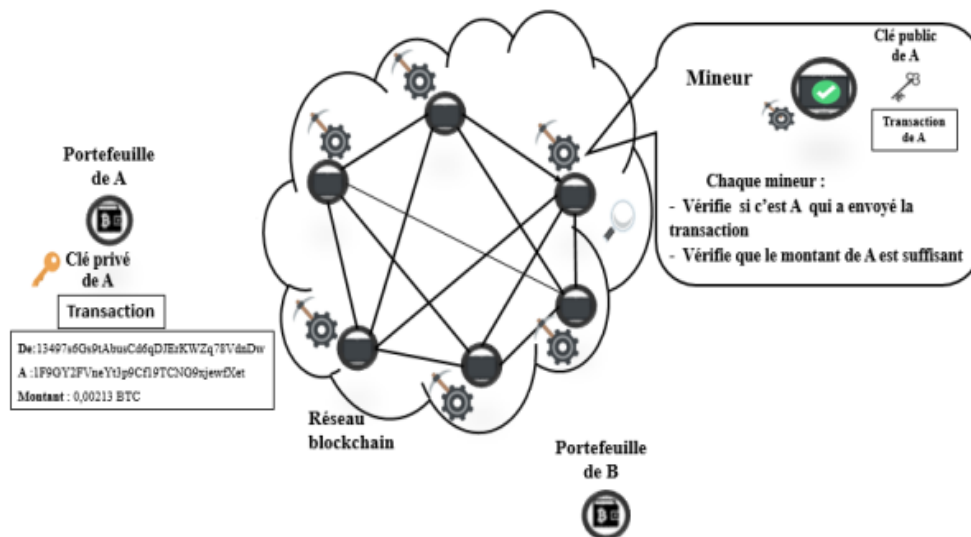 Portefeuille
de A
Clé privé
de A
Transaction
De:13497s6Gs9tAbusCd6qDJErKWZq78VdnDw
A :1F9GY2FVneYt3p9Cf19TCNG9xjewfXet
Montant : 0,00213 BTC
Réseau
blockchain
Portefeuille
de B
Mineur
Clé public
de A
Transaction
de A
Chaque mineur :
- Vérifie si c’est A qui a envoyé la
transaction
- Vérifie que le montant de A est suffisant